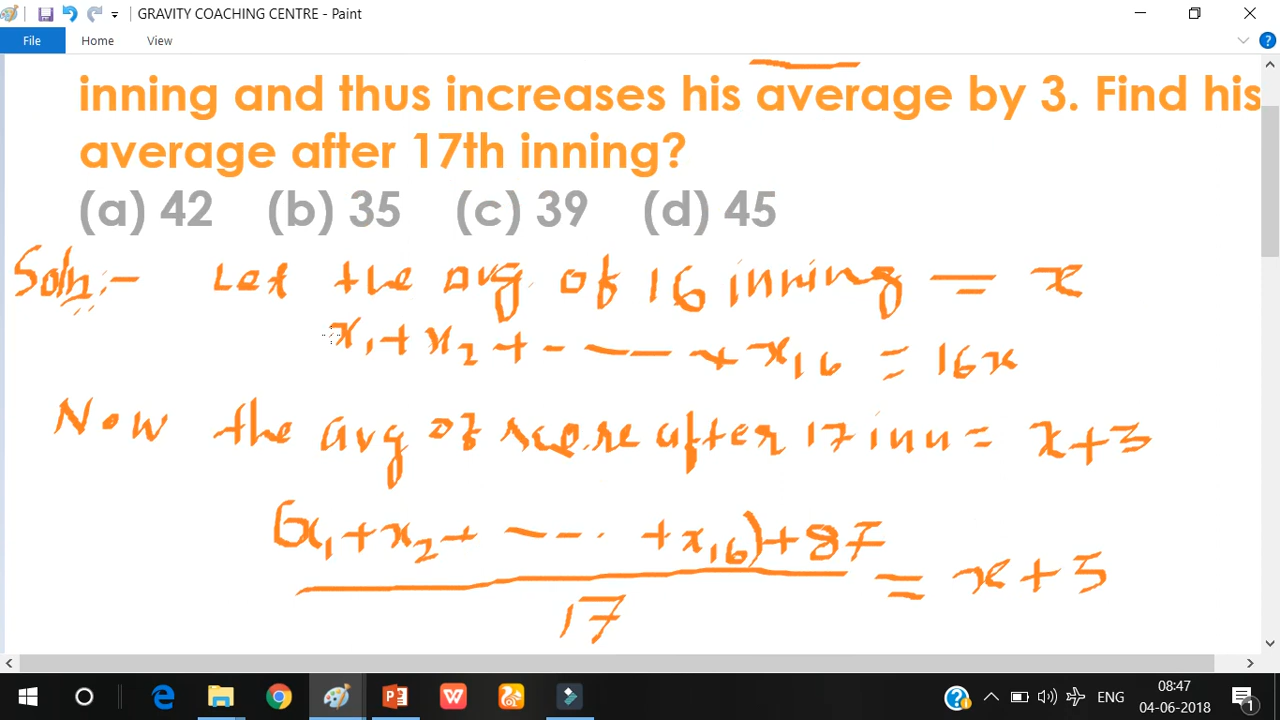 GRAVITY COACHING CENTRE - Paint
File Home View
inning and thus increases his average by 3. Find his
average after 17th inning?
(a) 42 (b) 35 (c) 39 (d) 45
Soln:- Let the avg. of 16 inning = x
x₁ + x₂ + - — — + x₁₆ = 16x
Now the avg of score after 17 inn = x+3
(x₁ + x₂ + - - - · + x₁₆) + 87
= x + 3
17
ENG
08:47
04-06-2018
1